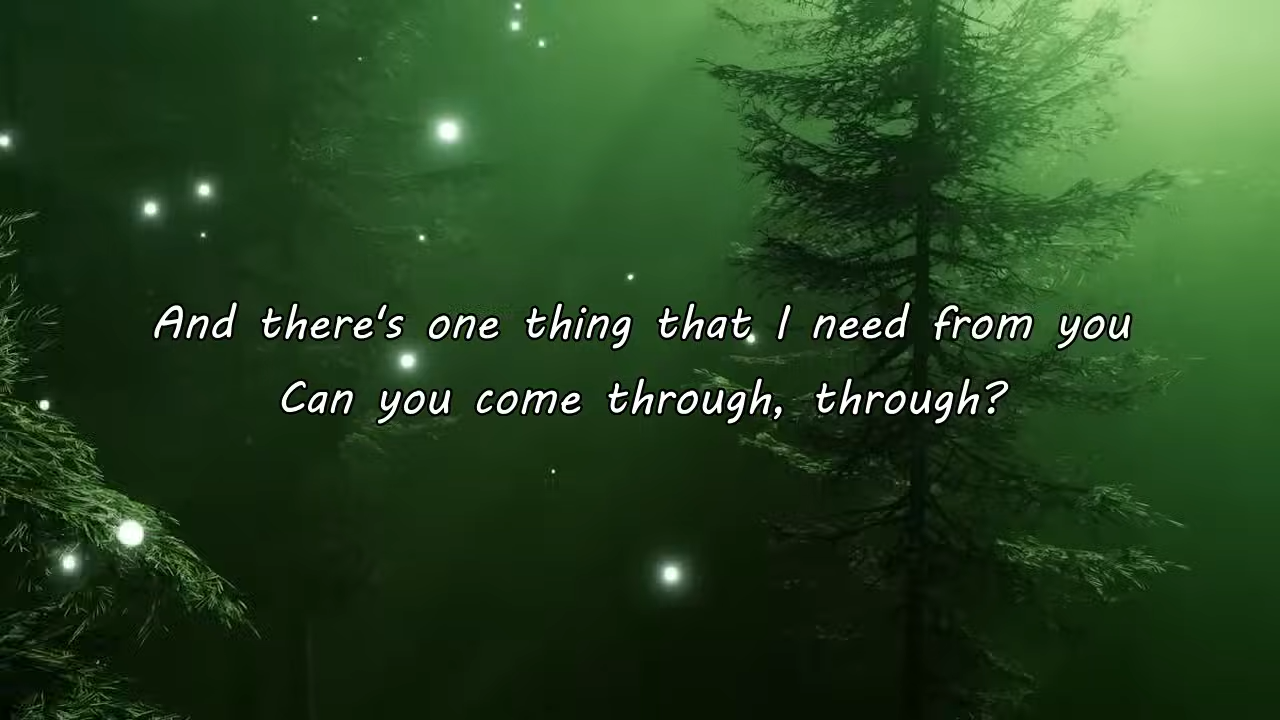 And there's one thing that I need from you
Can you come through, through?